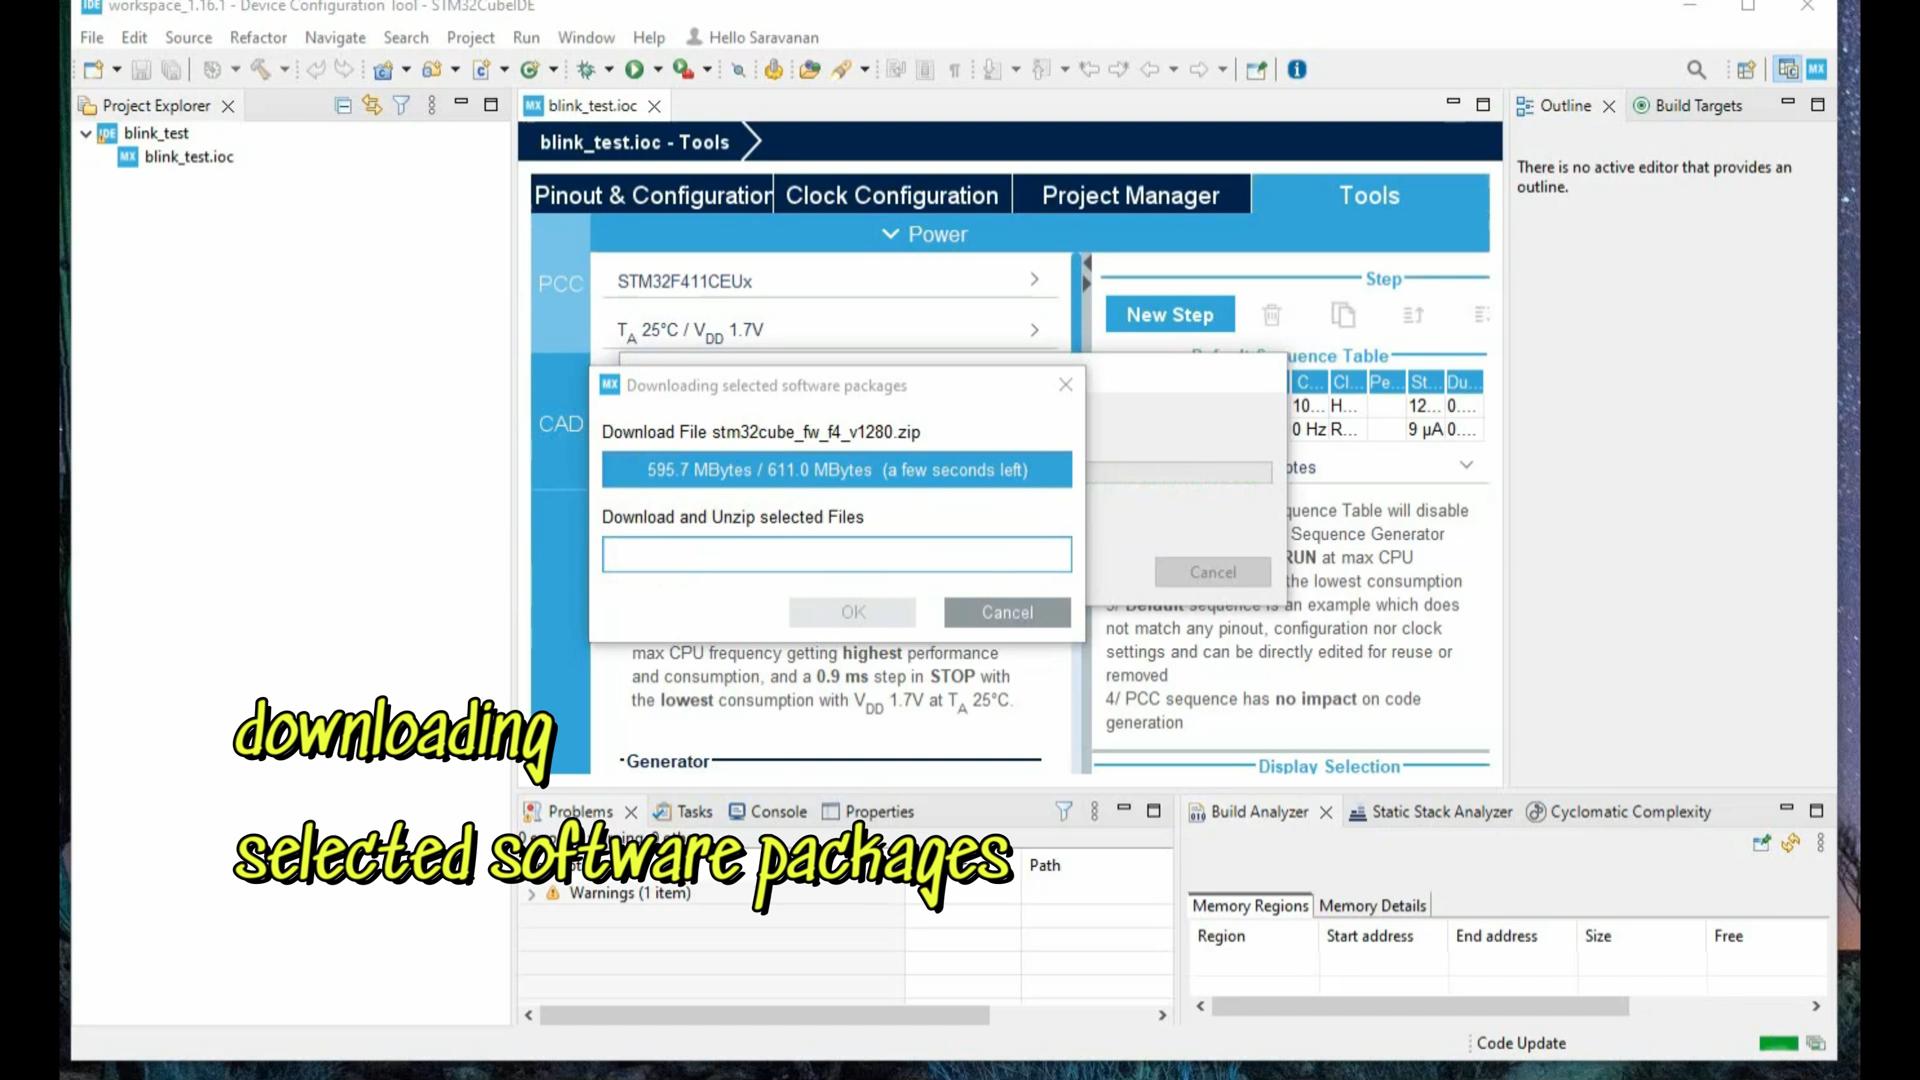 IDE workspace_1.16.1 - Device Configuration Tool - STM32CubeIDE
File Edit Source Refactor Navigate Search Project Run Window Help Hello Saravanan
MX
Project Explorer
MX blink_test.ioc
Outline
Build Targets
IDE blink_test
MX blink_test.ioc
blink_test.ioc - Tools
There is no active editor that provides an
outline.
Pinout & Configuration
Clock Configuration
Project Manager
Tools
Power
PCC
CAD
STM32F411CEUx
TA 25°C / VDD 1.7V
Step
New Step
uence Table
C... Cl... Pe... St... Du...
10... H... 12... 0....
0 Hz R... 9 µA 0....
otes
MX Downloading selected software packages
Download File stm32cube_fw_f4_v1280.zip
595.7 MBytes / 611.0 MBytes (a few seconds left)
Download and Unzip selected Files
OK
Cancel
Cancel
quence Table will disable
Sequence Generator
RUN at max CPU
the lowest consumption
3/ Default sequence is an example which does
not match any pinout, configuration nor clock
settings and can be directly edited for reuse or
removed
4/ PCC sequence has no impact on code
generation
max CPU frequency getting highest performance
and consumption, and a 0.9 ms step in STOP with
the lowest consumption with VDD 1.7V at TA 25°C.
Generator
Display Selection
downloading
selected software packages
Problems
Tasks
Console
Properties
Path
Warnings (1 item)
Build Analyzer
Static Stack Analyzer
Cyclomatic Complexity
Memory Regions
Memory Details
Region
Start address
End address
Size
Free
Code Update